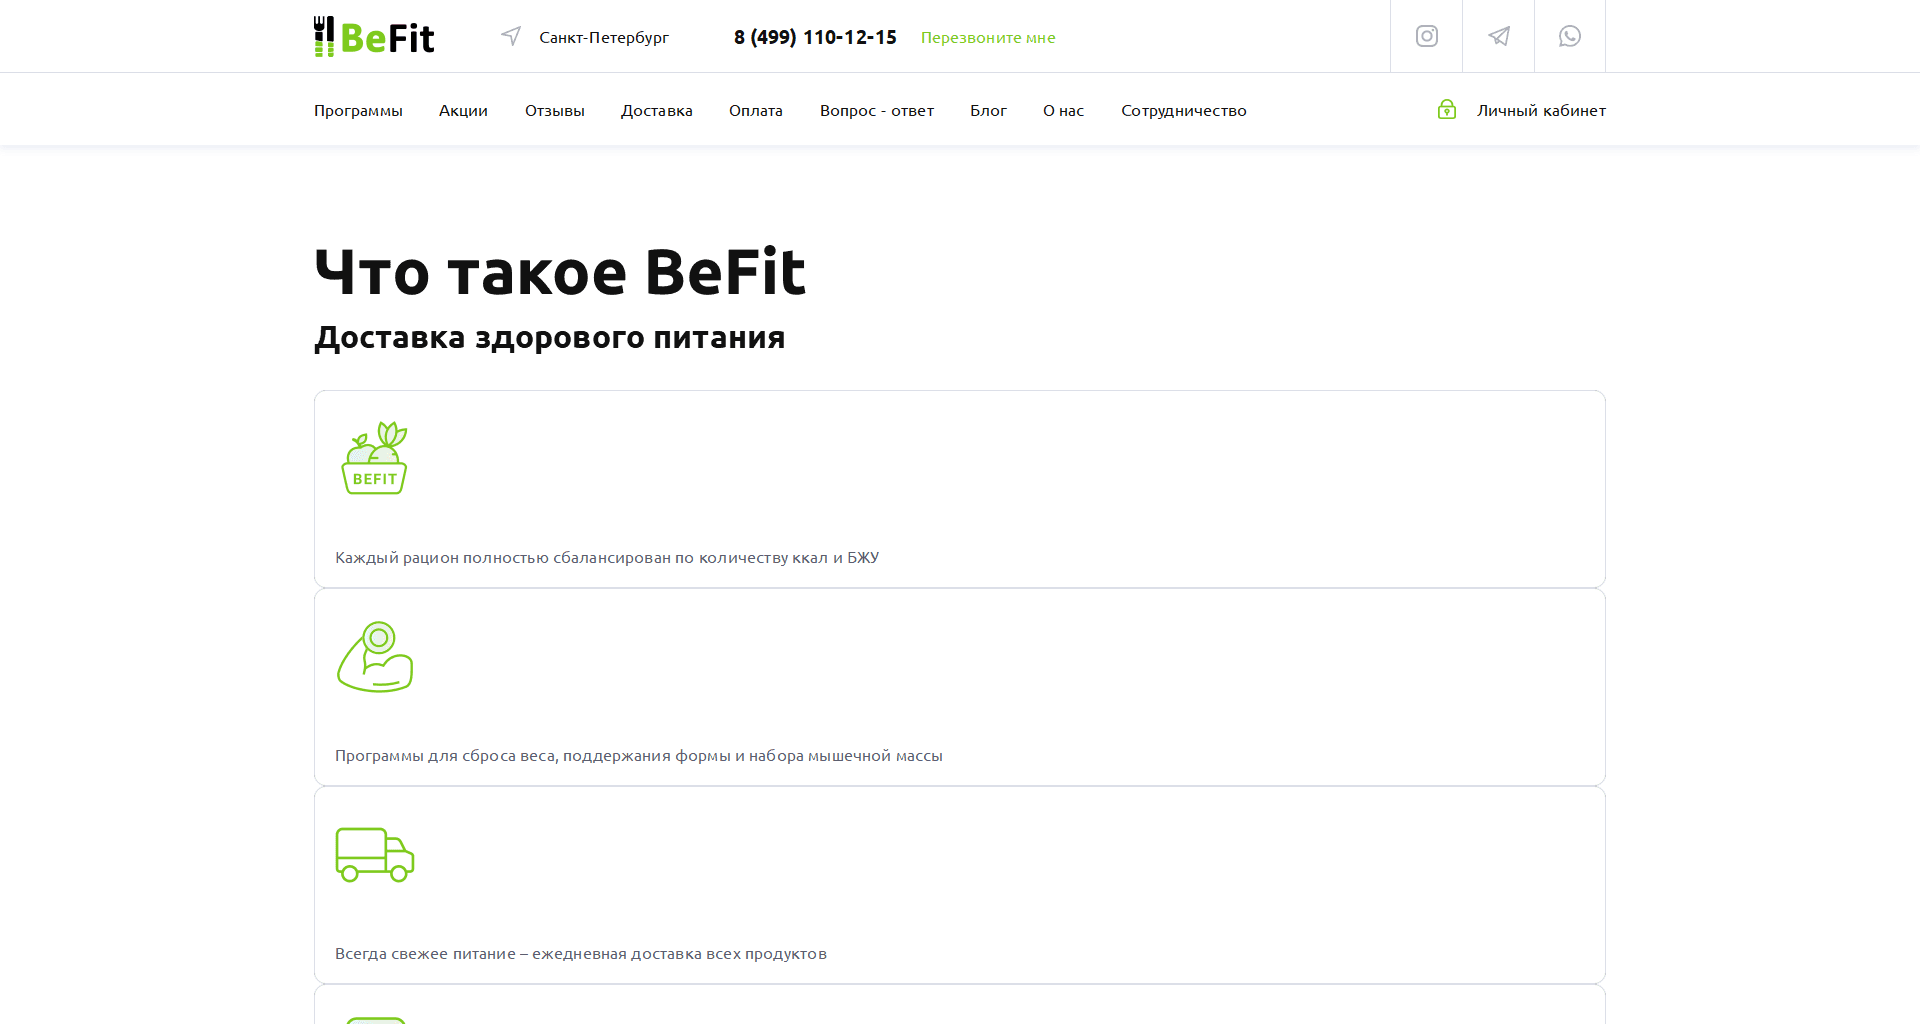 BeFit
Санкт-Петербург
8 (499) 110-12-15
Перезвоните мне
Программы
Акции
Отзывы
Доставка
Оплата
Вопрос - ответ
Блог
О нас
Сотрудничество
Личный кабинет
Что такое BeFit
Доставка здорового питания
BEFIT
Каждый рацион полностью сбалансирован по количеству ккал и БЖУ
Программы для сброса веса, поддержания формы и набора мышечной массы
Всегда свежее питание – ежедневная доставка всех продуктов